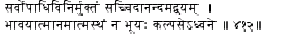 सर्वोपाधिविनिर्मुक्तं सच्चिदानन्दमद्वयम् ।
भावयात्मानमात्मस्थं न भूयः कल्पसेऽध्वने ॥ ४१२॥